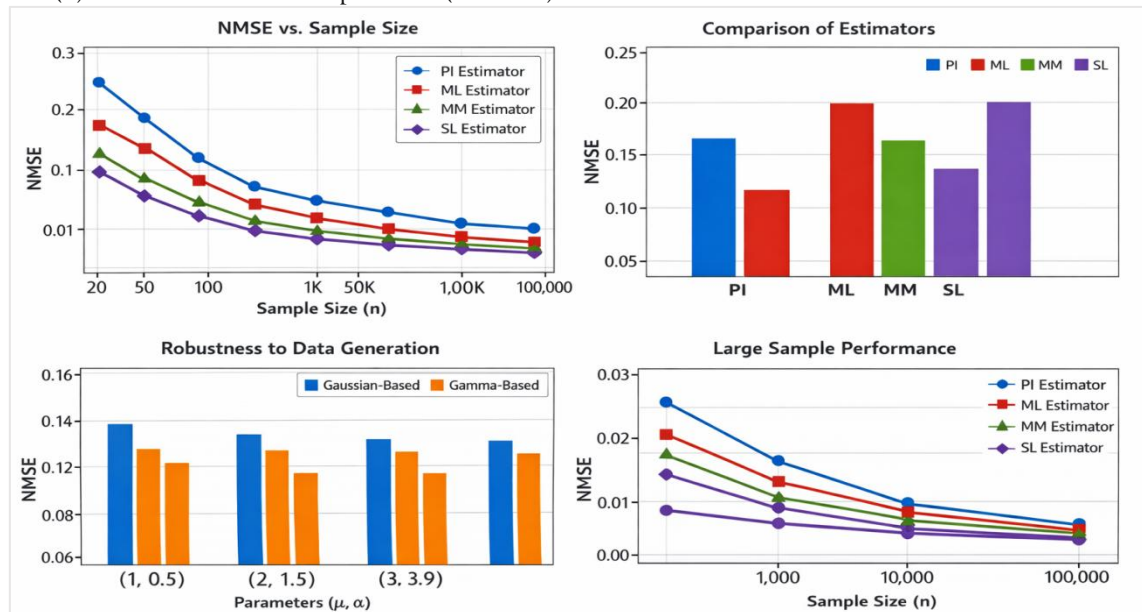 NMSE vs. Sample Size
0.3
0.2
0.1
0.01
NMSE
PI Estimator
ML Estimator
MM Estimator
SL Estimator
20 50 100 1K 50K 1,00K 100,000
Sample Size (n)
Comparison of Estimators
0.25
0.20
0.15
0.10
0.05
NMSE
PI ML MM SL
PI ML MM SL
Robustness to Data Generation
0.16
0.14
0.12
0.08
0.06
NMSE
Gaussian-Based Gamma-Based
(1, 0.5) (2, 1.5) (3. 3.9)
Parameters (μ, α)
Large Sample Performance
0.03
0.02
0.01
0.00
NMSE
PI Estimator
ML Estimator
MM Estimator
SL Estimator
1,000 10,000 100,000
Sample Size (n)